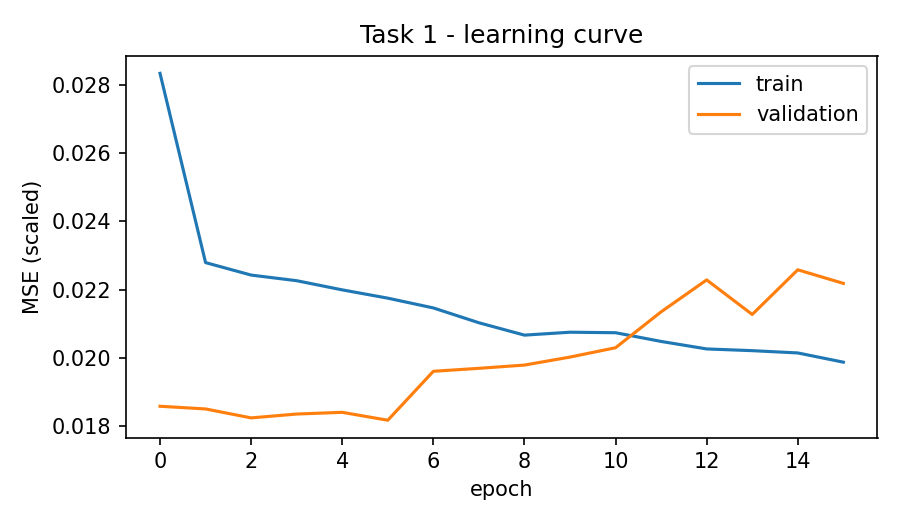 Task 1 - learning curve
train
validation
MSE (scaled)
0.028
0.026
0.024
0.022
0.020
0.018
0 2 4 6 8 10 12 14
epoch